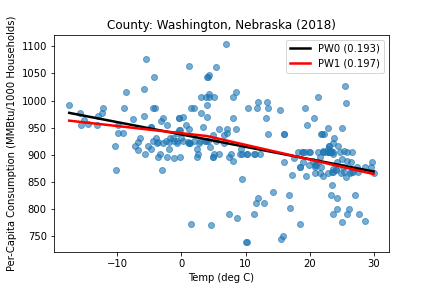 County: Washington, Nebraska (2018)
PW0 (0.193)
PW1 (0.197)
Per-Capita Consumption (MMBtu/1000 Households)
1100
1050
1000
950
900
850
800
750
−10
0
10
20
30
Temp (deg C)